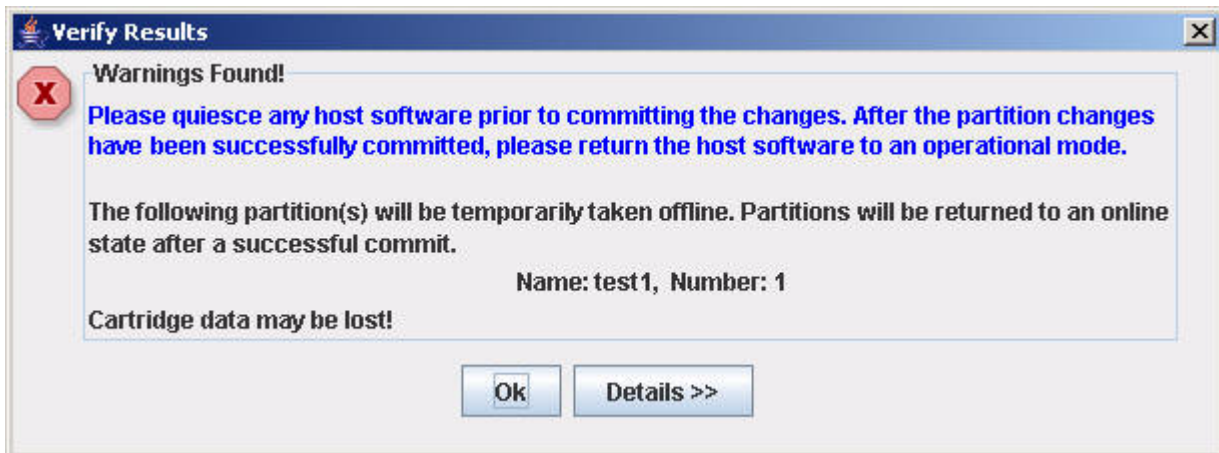 Verify Results
Warnings Found!
Please quiesce any host software prior to committing the changes. After the partition changes
have been successfully committed, please return the host software to an operational mode.
The following partition(s) will be temporarily taken offline. Partitions will be returned to an online
state after a successful commit.
Name: test1, Number: 1
Cartridge data may be lost!
Ok Details >>